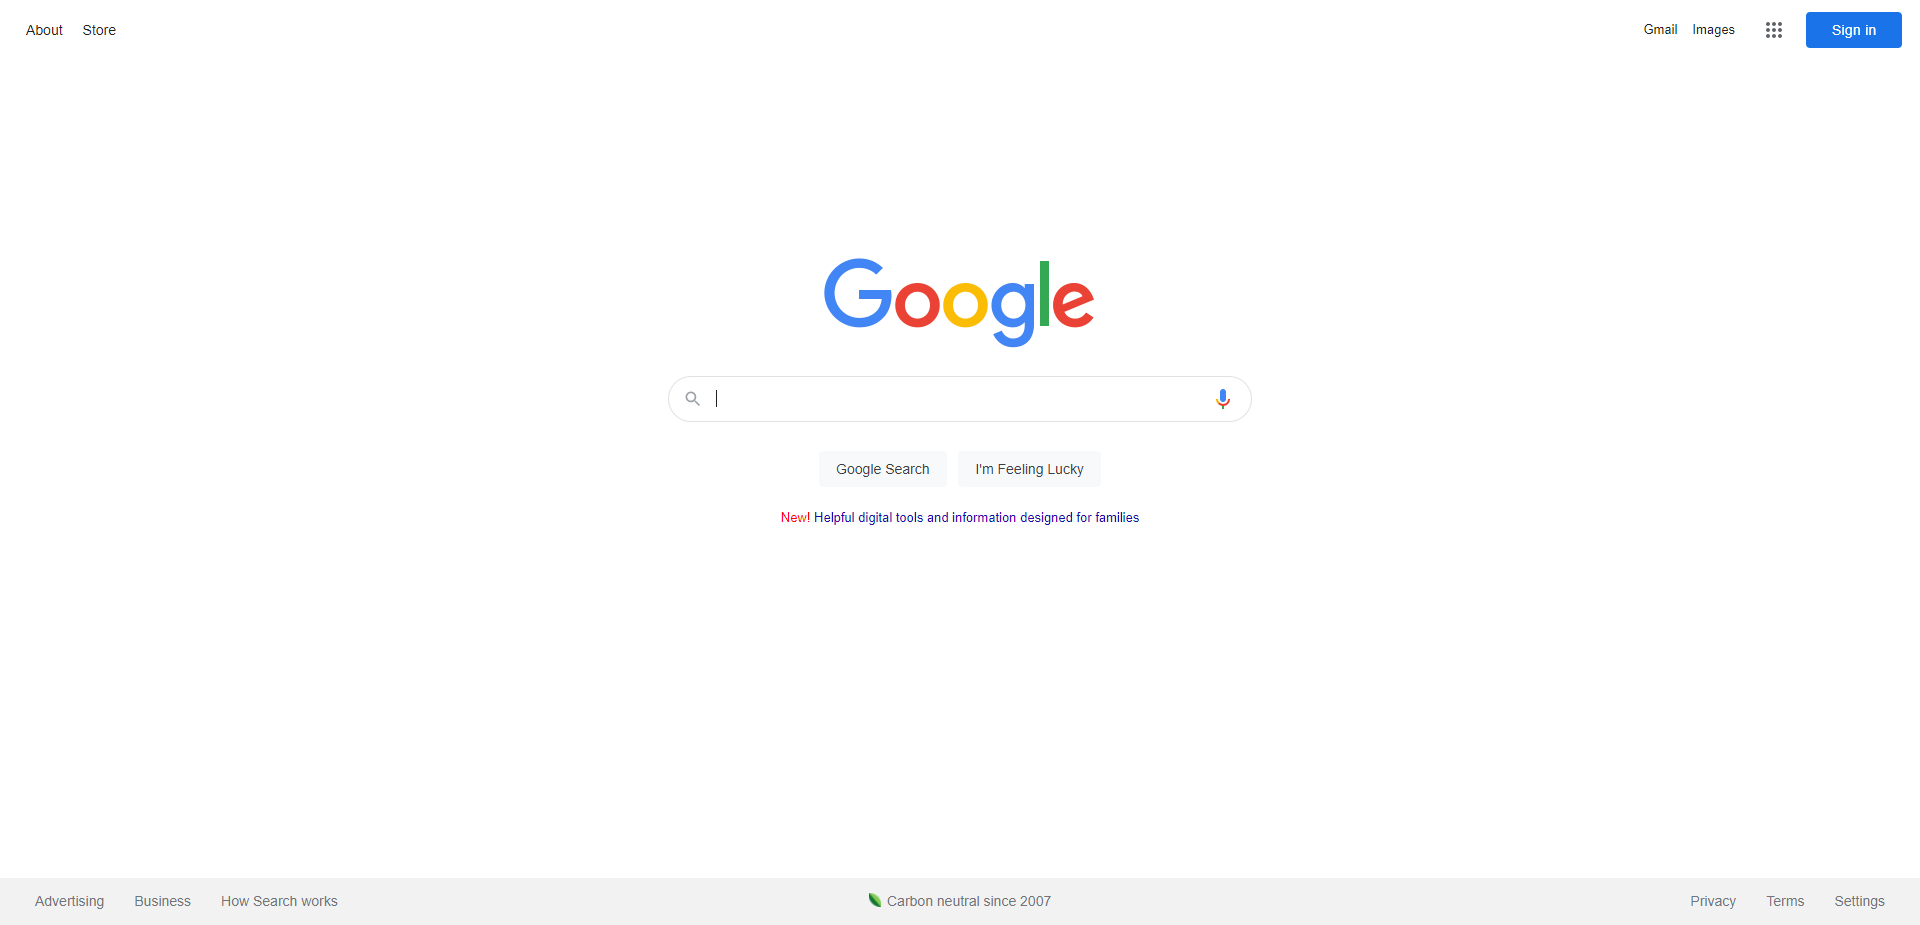 About Store
Gmail Images Sign in
Google
Google Search I'm Feeling Lucky
New! Helpful digital tools and information designed for families
Advertising Business How Search works Carbon neutral since 2007 Privacy Terms Settings